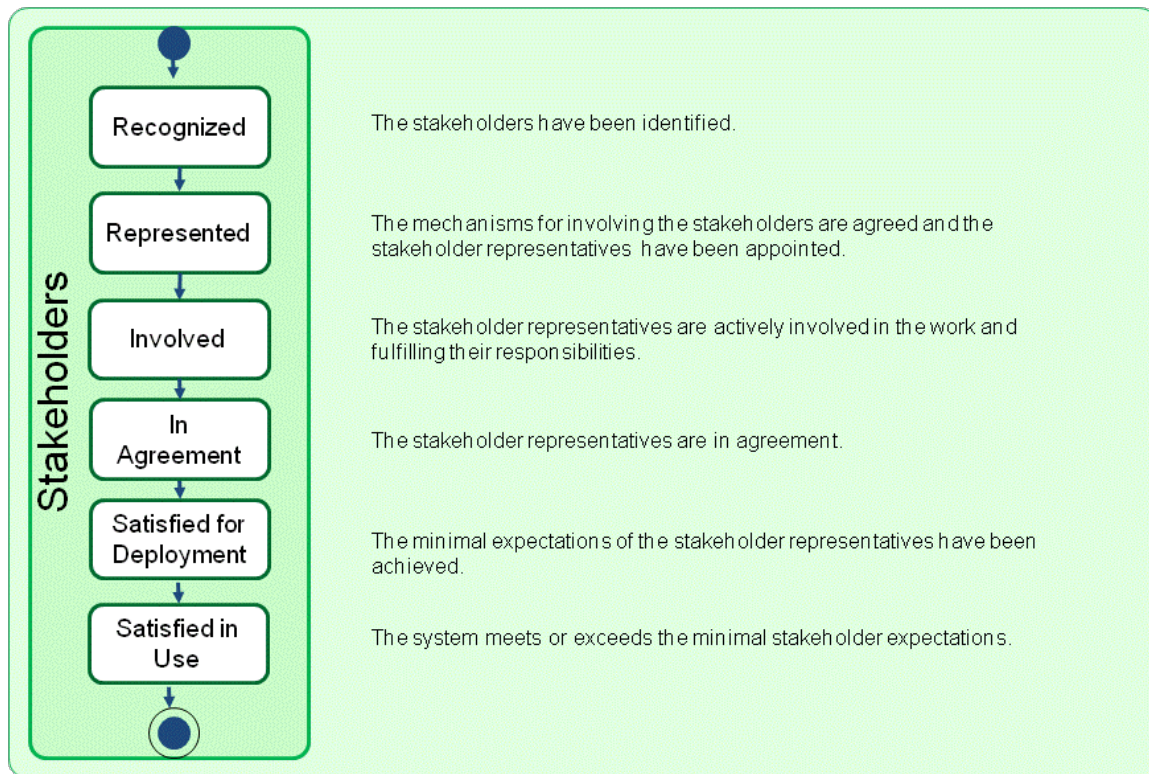 Stakeholders
Recognized
The stakeholders have been identified.
Represented
The mechanisms for involving the stakeholders are agreed and the
stakeholder representatives have been appointed.
Involved
The stakeholder representatives are actively involved in the work and
fulfilling their responsibilities.
In
Agreement
The stakeholder representatives are in agreement.
Satisfied for
Deployment
The minimal expectations of the stakeholder representatives have been
achieved.
Satisfied in
Use
The system meets or exceeds the minimal stakeholder expectations.